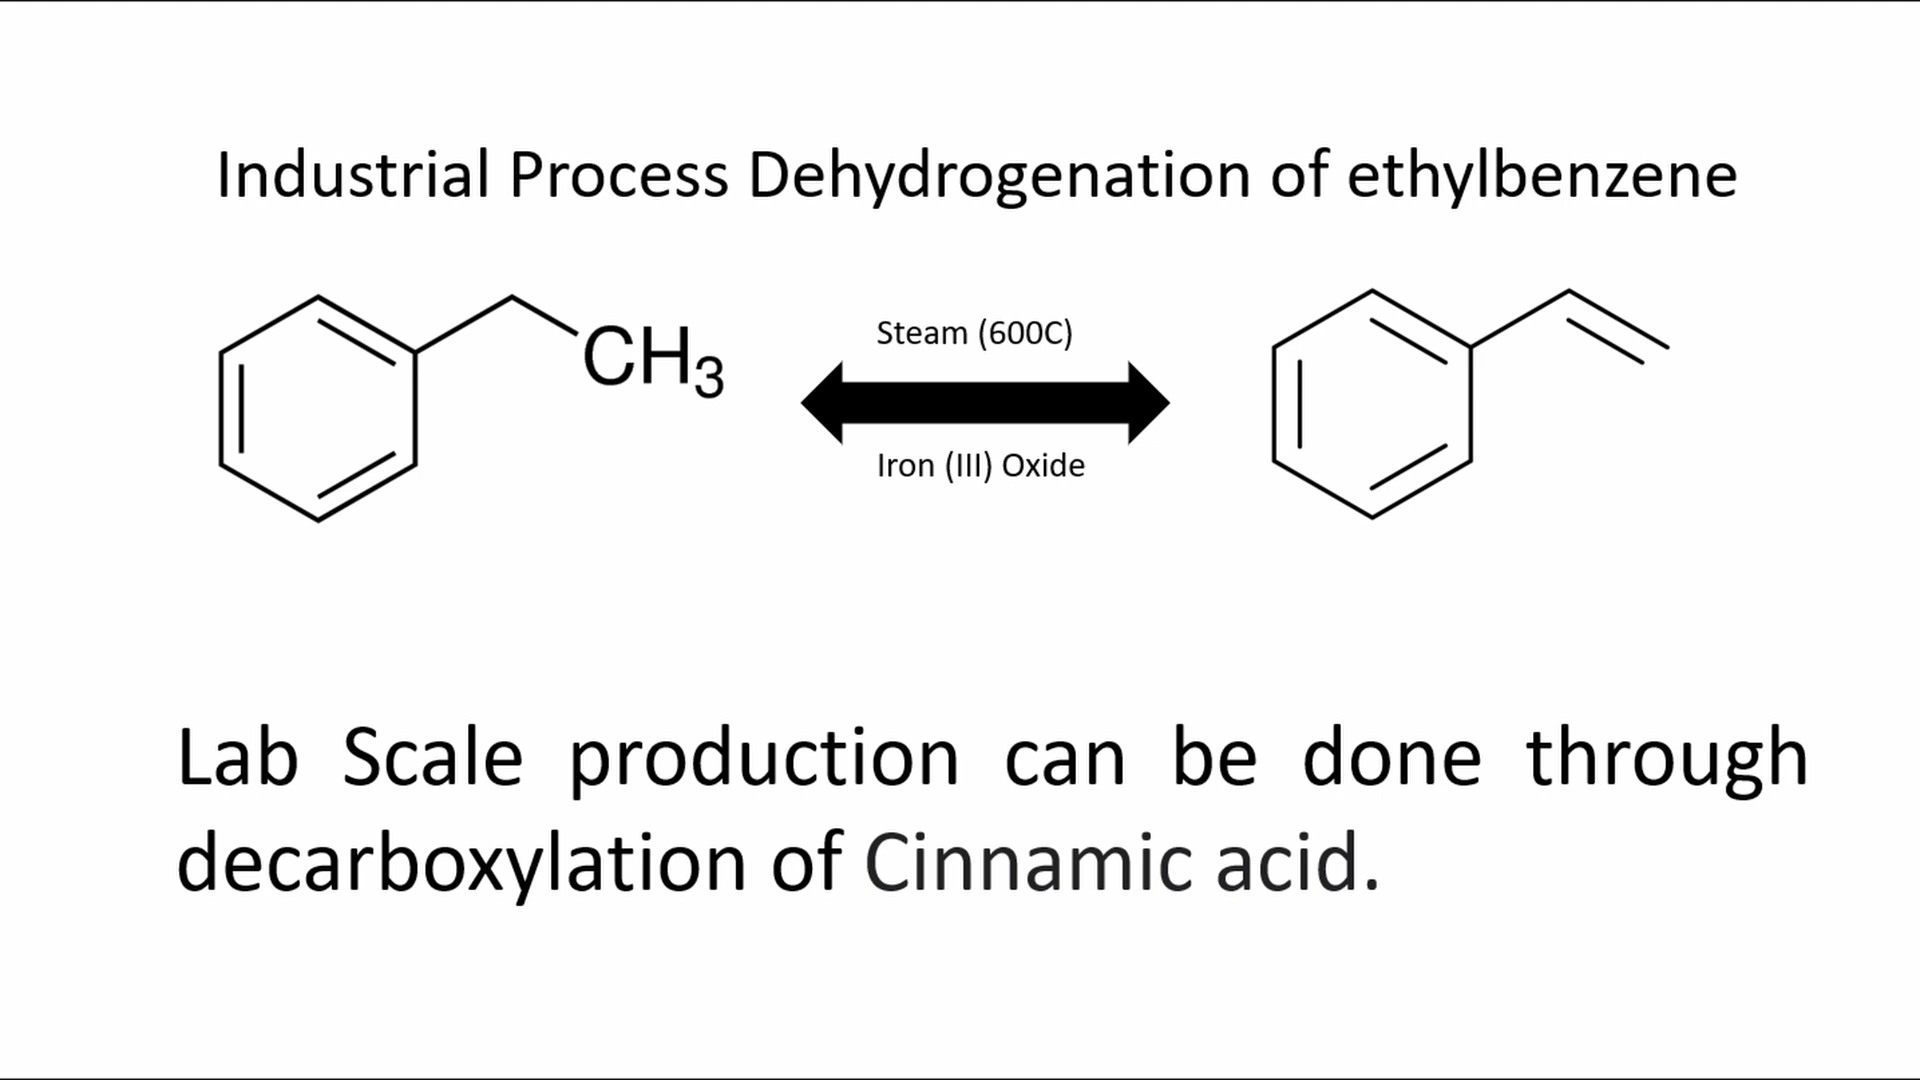 Industrial Process Dehydrogenation of ethylbenzene
CH3
Steam (600C)
Iron (III) Oxide
Lab Scale production can be done through
decarboxylation of Cinnamic acid.